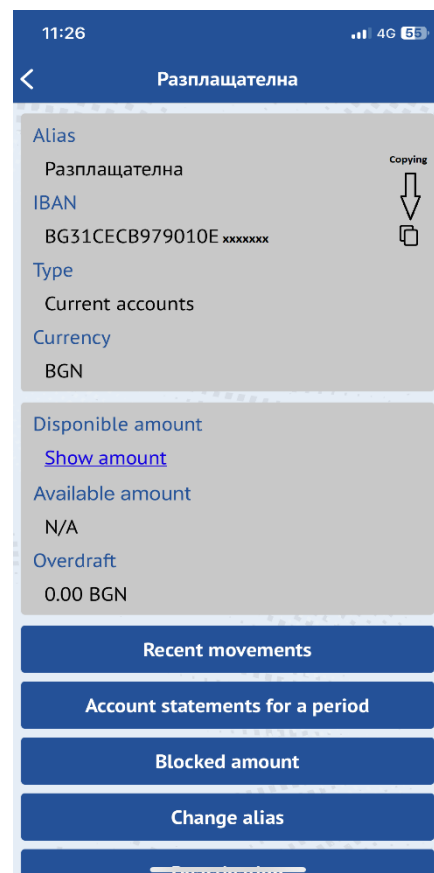 11:26 4G 55
Разплащателна
Alias
Разплащателна
Copying
IBAN
BG31CECB979010E xxxxxxx
Type
Current accounts
Currency
BGN
Disponible amount
Show amount
Available amount
N/A
Overdraft
0.00 BGN
Recent movements
Account statements for a period
Blocked amount
Change alias